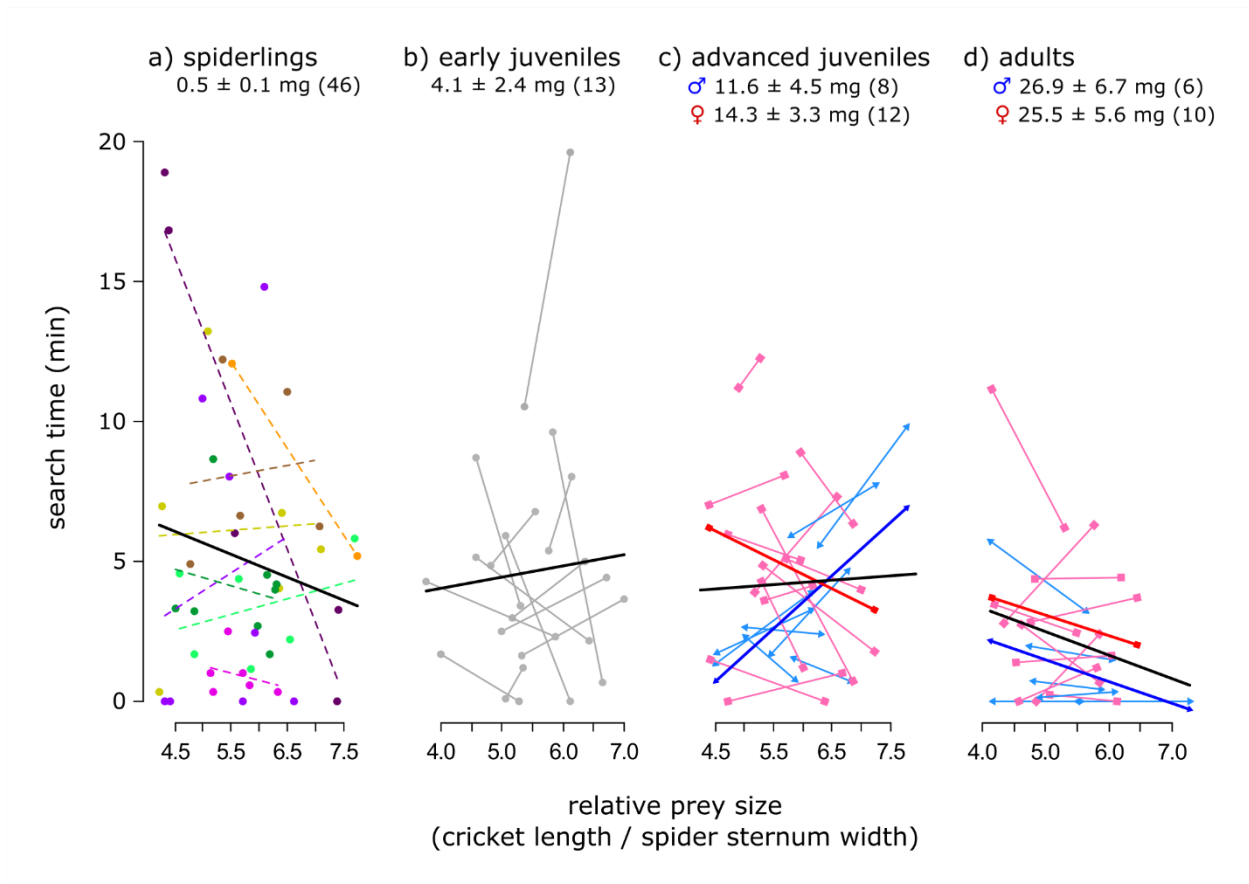 a) spiderlings
0.5 ± 0.1 mg (46)
b) early juveniles
4.1 ± 2.4 mg (13)
c) advanced juveniles
♂ 11.6 ± 4.5 mg (8)
♀ 14.3 ± 3.3 mg (12)
d) adults
♂ 26.9 ± 6.7 mg (6)
♀ 25.5 ± 5.6 mg (10)
search time (min)
20
15
10
5
0
4.5 5.5 6.5 7.5
4.0 5.0 6.0 7.0
4.5 5.5 6.5 7.5
4.0 5.0 6.0 7.0
relative prey size
(cricket length / spider sternum width)